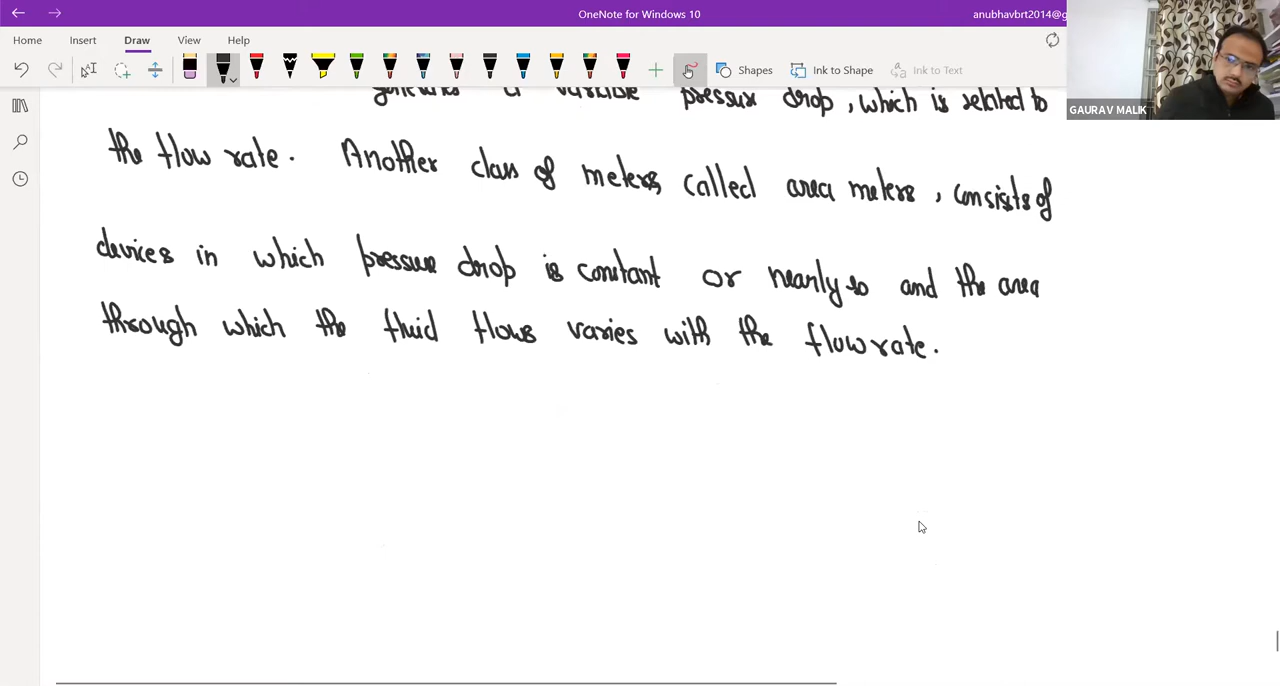 OneNote for Windows 10
anubhavbrt2014@g
Home Insert Draw View Help
Shapes Ink to Shape Ink to Text
GAURAV MALIK
a variable pressure drop, which is related to
the flow rate. Another class of meters, called area meters, consists of
devices in which pressure drop is constant or nearly so and the area
through which the fluid flows varies with the flow rate.